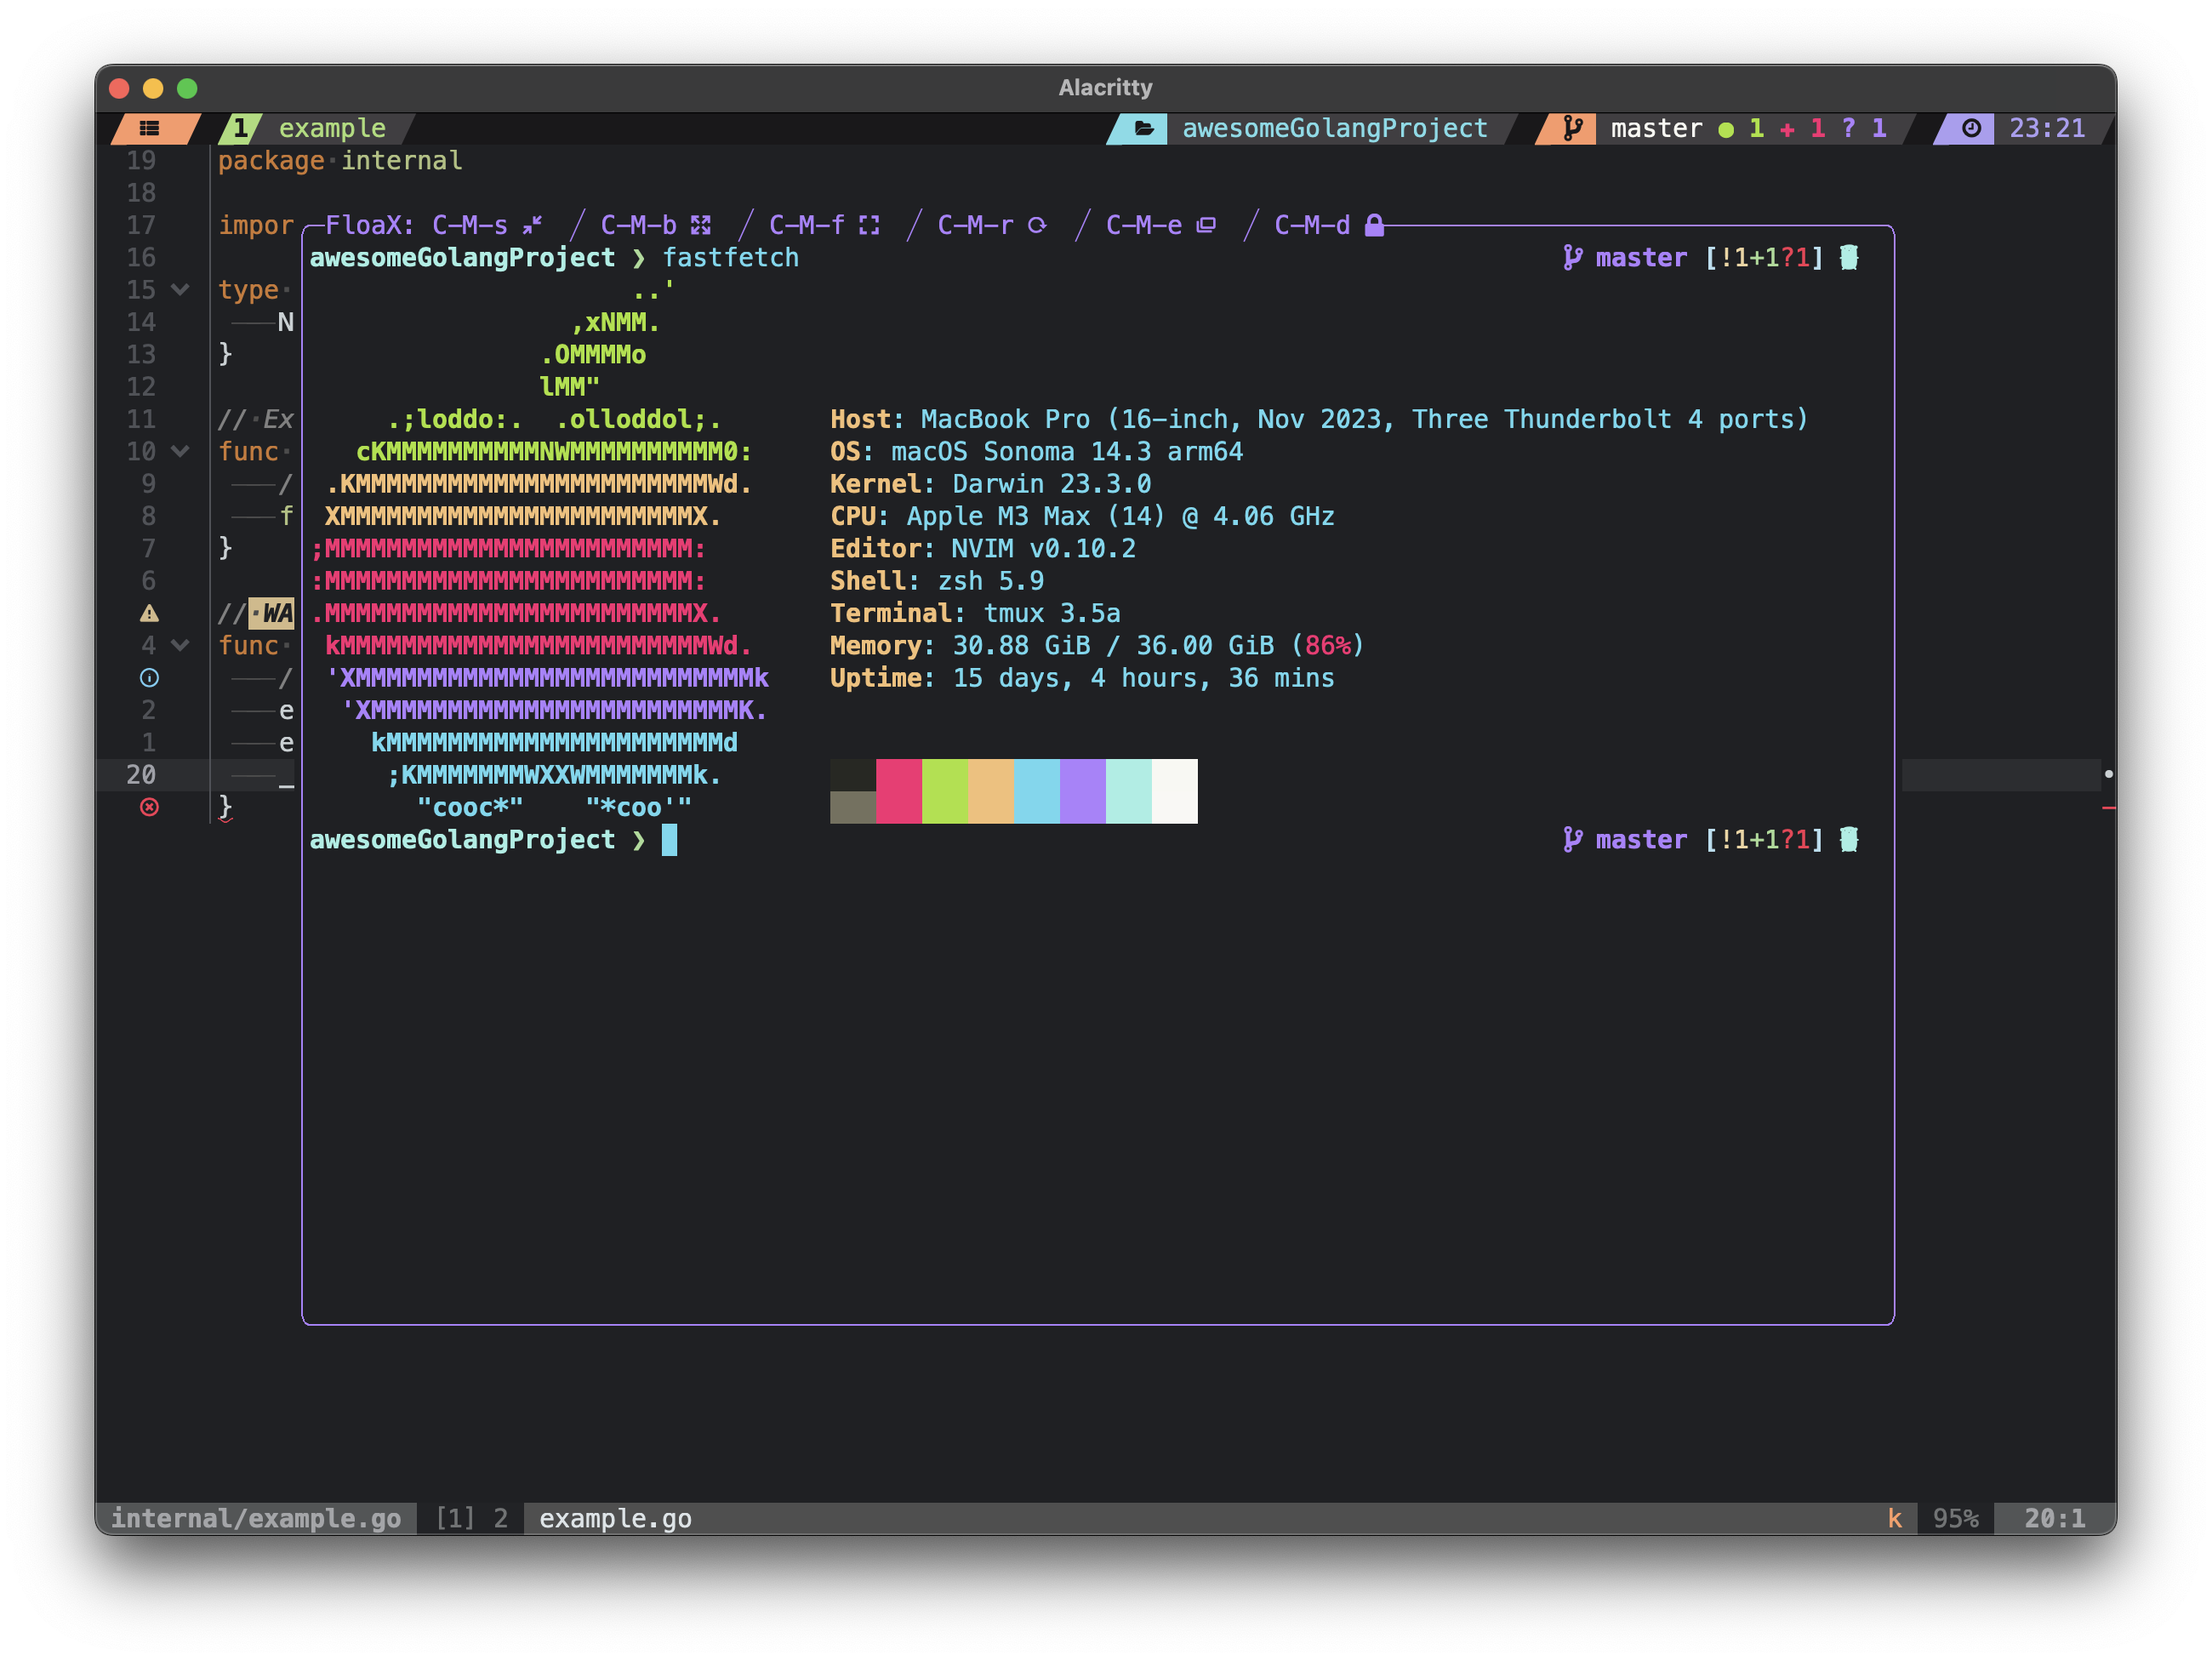 Alacritty
1 example awesomeGolangProject master ● 1 + 1 ? 1 23:21
19 package·internal
18
17 impor FloaX: C-M-s / C-M-b / C-M-f / C-M-r / C-M-e / C-M-d
16 awesomeGolangProject ❯ fastfetch master [!1+1?1]
15 type· ..'
14 N ,xNMM.
13 } .OMMMMo
12 lMM"
11 //·Ex .;loddo:. .olloddol;. Host: MacBook Pro (16-inch, Nov 2023, Three Thunderbolt 4 ports)
10 func· cKMMMMMMMMMMNWMMMMMMMMMM0: OS: macOS Sonoma 14.3 arm64
9 / .KMMMMMMMMMMMMMMMMMMMMMMMWd. Kernel: Darwin 23.3.0
8 f XMMMMMMMMMMMMMMMMMMMMMMMX. CPU: Apple M3 Max (14) @ 4.06 GHz
7 } ;MMMMMMMMMMMMMMMMMMMMMMMM: Editor: NVIM v0.10.2
6 :MMMMMMMMMMMMMMMMMMMMMMMM: Shell: zsh 5.9
//·WA .MMMMMMMMMMMMMMMMMMMMMMMMX. Terminal: tmux 3.5a
4 func· kMMMMMMMMMMMMMMMMMMMMMMMMWd. Memory: 30.88 GiB / 36.00 GiB (86%)
/ 'XMMMMMMMMMMMMMMMMMMMMMMMMMMk Uptime: 15 days, 4 hours, 36 mins
2 e 'XMMMMMMMMMMMMMMMMMMMMMMMMK.
1 e kMMMMMMMMMMMMMMMMMMMMMMd
20 ;KMMMMMMMWXXWMMMMMMMk.
} "cooc*" "*coo'"
awesomeGolangProject ❯ master [!1+1?1]
internal/example.go [1] 2 example.go k 95% 20:1